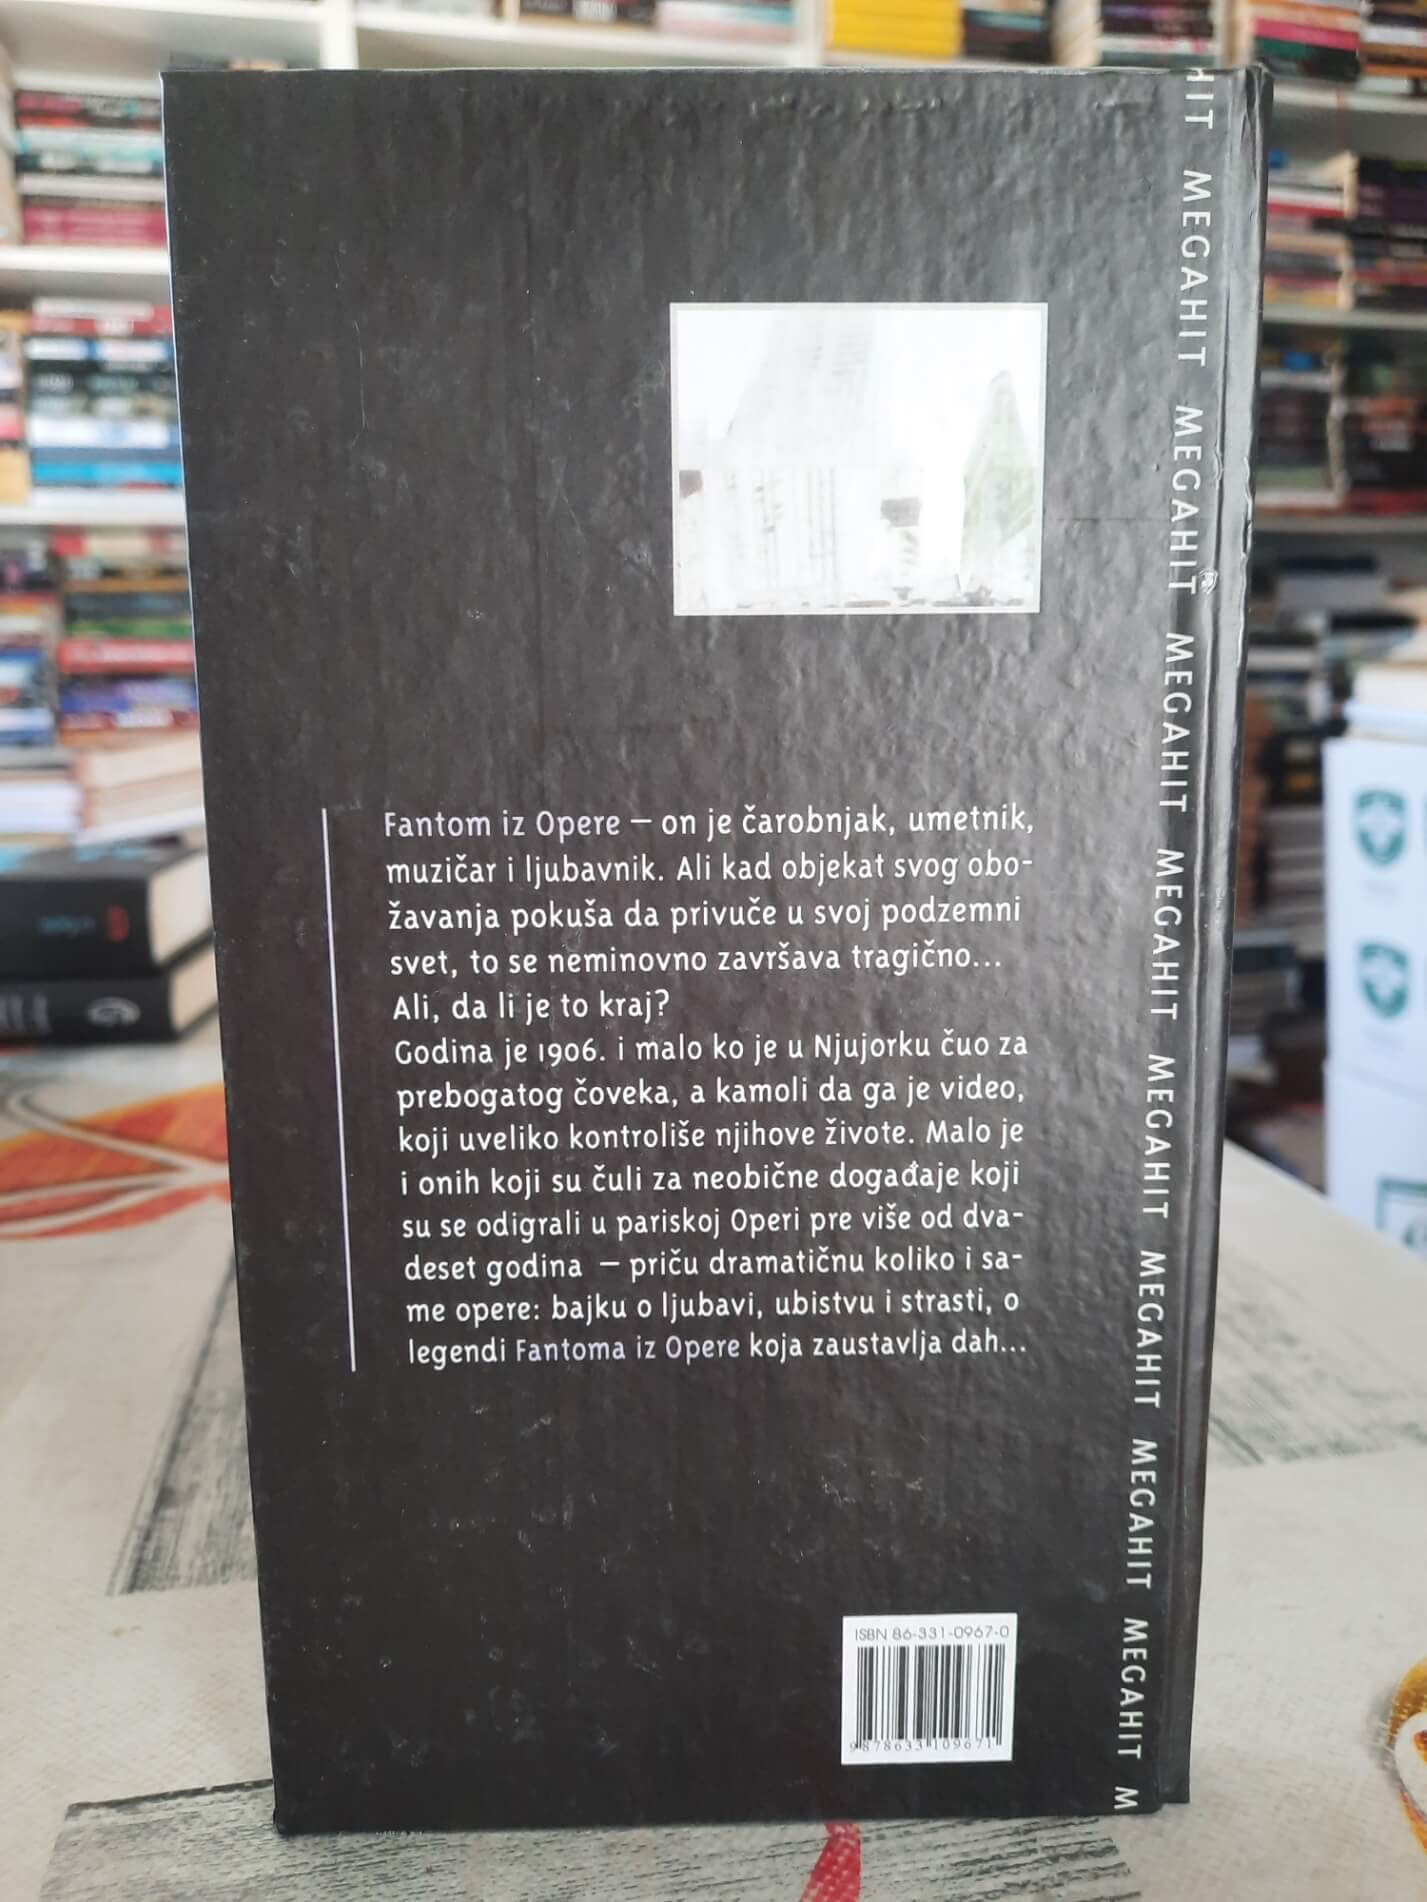 Fantom iz Opere — on je čarobnjak, umetnik,
muzičar i ljubavnik. Ali kad objekat svog obo-
žavanja pokuša da privuče u svoj podzemni
svet, to se neminovno završava tragično...
Ali, da li je to kraj?
Godina je 1906. i malo ko je u Njujorku čuo za
prebogatog čoveka, a kamoli da ga je video,
koji uveliko kontroliše njihove živote. Malo je
i onih koji su čuli za neobične događaje koji
su se odigrali u pariskoj Operi pre više od dva-
deset godina — priču dramatičnu koliko i sa-
me opere: bajku o ljubavi, ubistvu i strasti, o
legendi Fantoma iz Opere koja zaustavlja dah...
ISBN 86-331-0967-0
9 788633 109671
HIT MEGAHIT MEGAHIT MEGAHIT MEGAHIT MEGAHIT MEGAHIT MEGAHIT MEGAHIT M